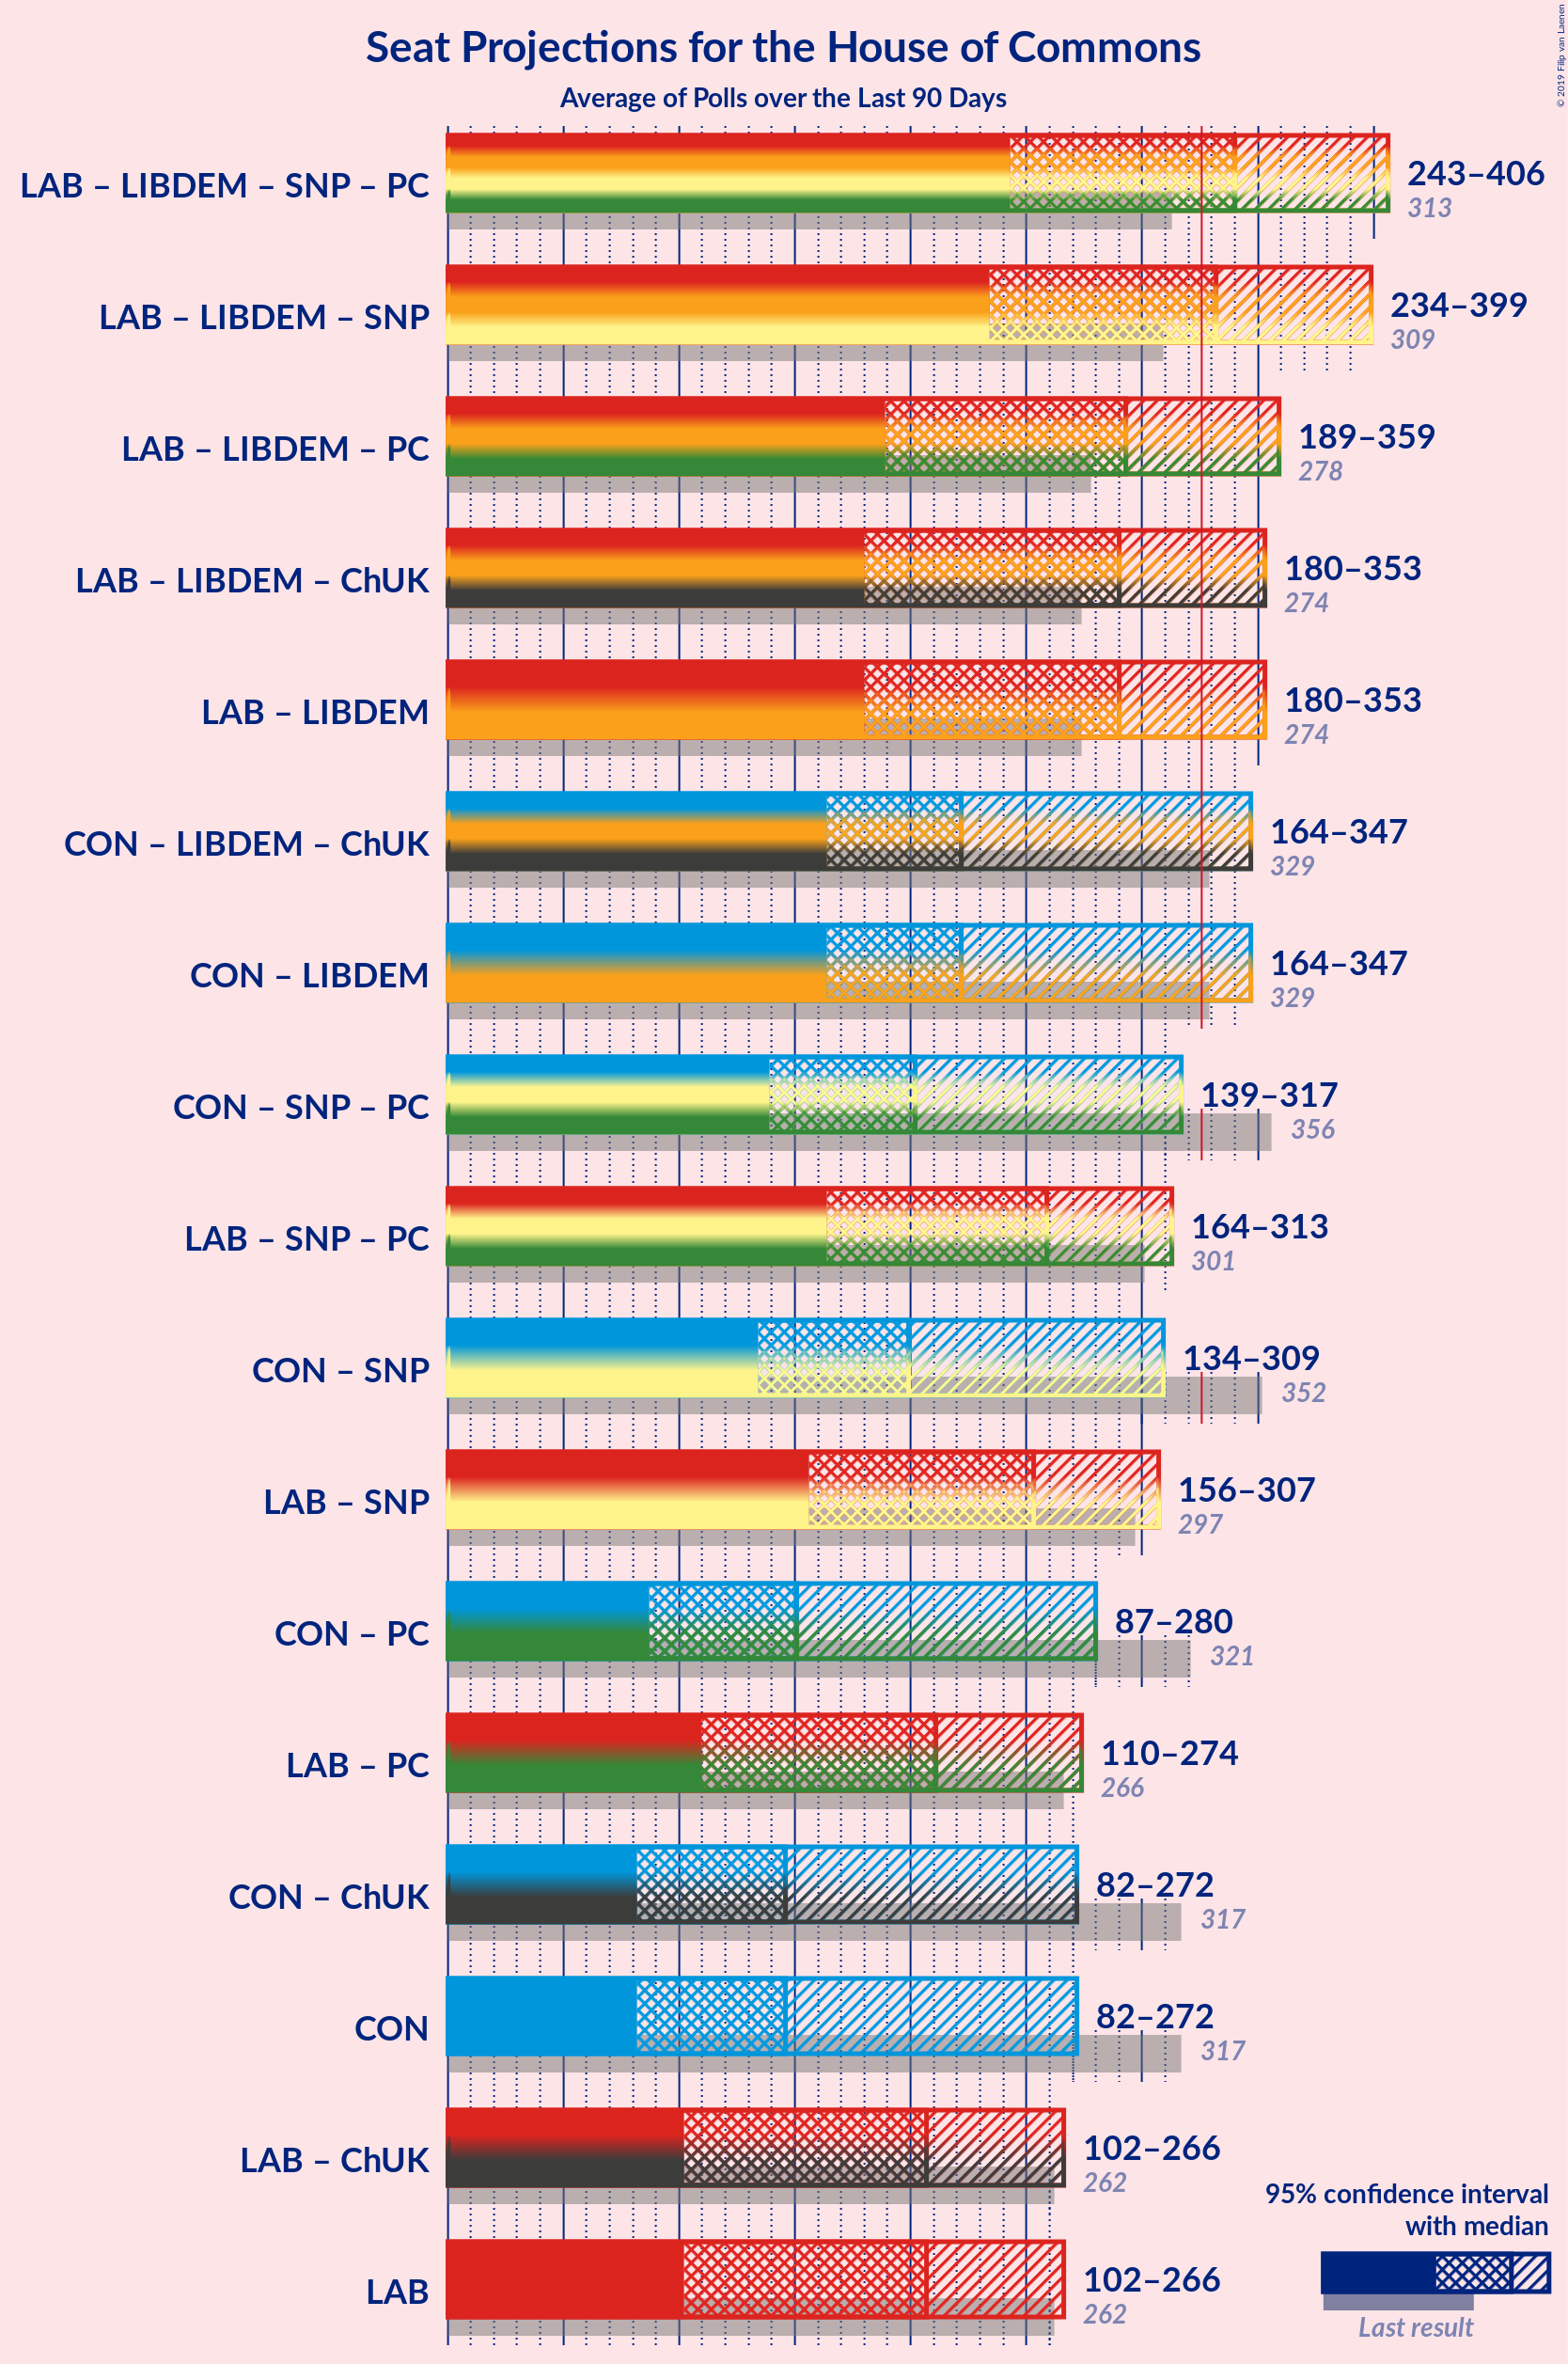 Seat Projections for the House of Commons
Average of Polls over the Last 90 Days
© 2019 Filip van Laenen
LAB – LIBDEM – SNP – PC
243–406
313
LAB – LIBDEM – SNP
234–399
309
LAB – LIBDEM – PC
189–359
278
LAB – LIBDEM – ChUK
180–353
274
LAB – LIBDEM
180–353
274
CON – LIBDEM – ChUK
164–347
329
CON – LIBDEM
164–347
329
CON – SNP – PC
139–317
356
LAB – SNP – PC
164–313
301
CON – SNP
134–309
352
LAB – SNP
156–307
297
CON – PC
87–280
321
LAB – PC
110–274
266
CON – ChUK
82–272
317
CON
82–272
317
LAB – ChUK
102–266
262
LAB
102–266
262
95% confidence interval
with median
Last result